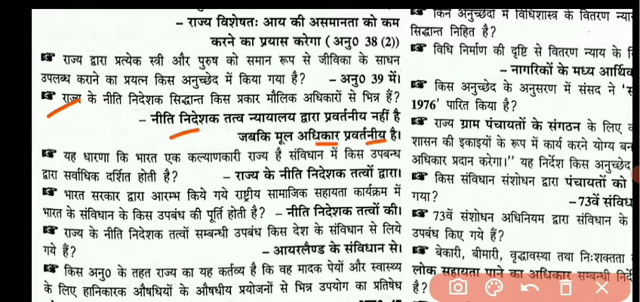 – राज्य विशेषतः आय की असमानता को कम
करने का प्रयास करेगा (अनु0 38 (2))
राज्य द्वारा प्रत्येक स्त्री और पुरुष को समान रूप से जीविका के साधन
उपलब्ध कराने का प्रयत्न किस अनुच्छेद में किया गया है? – अनु0 39 में।
राज्य के नीति निदेशक सिद्धान्त किस प्रकार मौलिक अधिकारों से भिन्न हैं?
– नीति निदेशक तत्व न्यायालय द्वारा प्रवर्तनीय नहीं है
जबकि मूल अधिकार प्रवर्तनीय है।
यह धारणा कि भारत एक कल्याणकारी राज्य है संविधान में किस उपबन्ध
द्वारा सर्वाधिक दर्शित होती है? – राज्य के निदेशक तत्वों द्वारा।
भारत सरकार द्वारा आरम्भ किये गये राष्ट्रीय सामाजिक सहायता कार्यक्रम में
भारत के संविधान के किस उपबंध की पूर्ति होती है? – नीति निदेशक तत्वों की।
राज्य के नीति निदेशक तत्वों सम्बन्धी उपबंध किस देश के संविधान से लिये
गये हैं? – आयरलैण्ड के संविधान से।
किस अनु0 के तहत राज्य का यह कर्तव्य है कि वह मादक पेयों और स्वास्थ्य
के लिए हानिकारक औषधियों के औषधीय प्रयोजनों से भिन्न उपयोग का प्रतिषेध
किन अनुच्छेदों में विधिशास्त्र के वितरण न्याय
सिद्धान्त निहित है?
विधि निर्माण की दृष्टि से वितरण न्याय के
– नागरिकों के मध्य आर्थिक
किस अनुच्छेद के अनुसरण में संसद ने
1976' पारित किया है?
राज्य ग्राम पंचायतों के संगठन के लिए
शासन की इकाइयों के रूप में कार्य करने योग्य
अधिकार प्रदान करेगा।" यह निर्देश किस अनुच्छेद
किस संविधान संशोधन द्वारा पंचायतों को
गया? – 73वां संविधान
73वें संशोधन अधिनियम द्वारा संविधान के
उपबंध किए गये हैं?
बेकारी, बीमारी, वृद्धावस्था तथा निःशक्तता
लोक सहायता पाने का अधिकार सम्बन्धी
है?